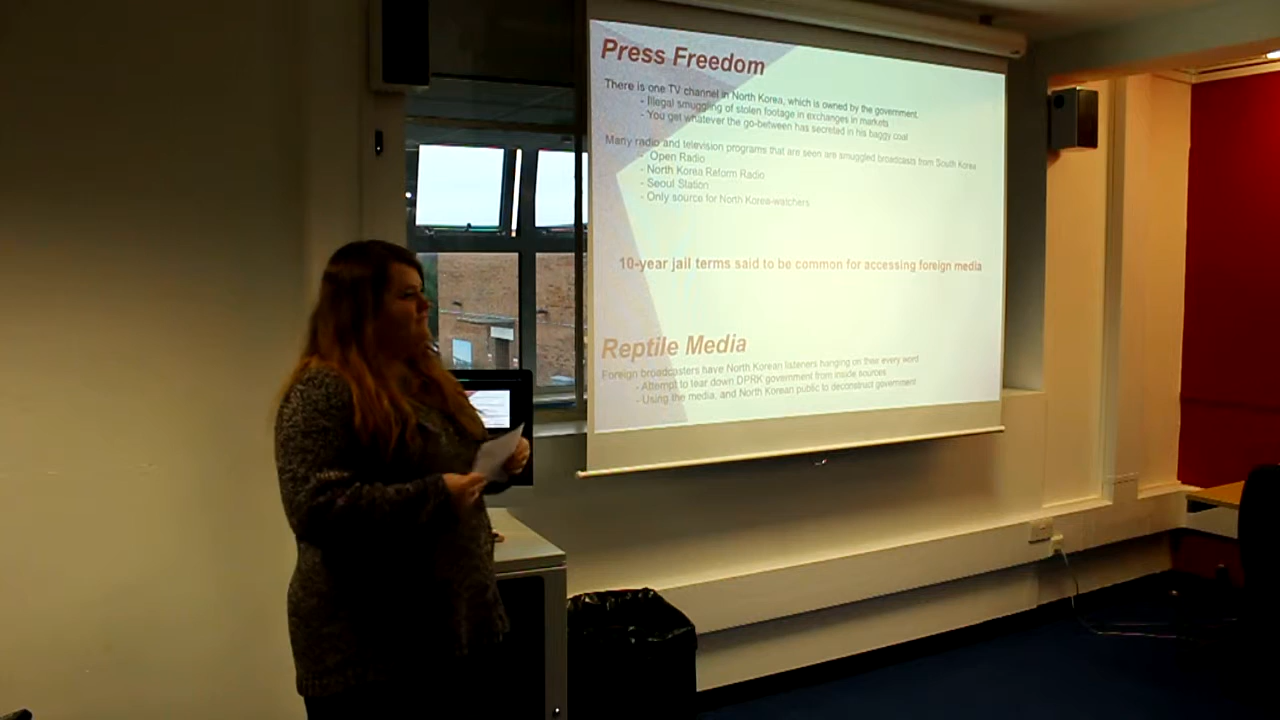 Press Freedom
There is one TV channel in North Korea, which is owned by the government.
- Illegal smuggling of stolen footage in exchanges in markets
- You get whatever the go-between has secreted in his baggy coat
Many radio and television programs that are seen are smuggled broadcasts from South Korea
- Open Radio
- North Korea Reform Radio
- Seoul Station
- Only source for North Korea-watchers
10-year jail terms said to be common for accessing foreign media
Reptile Media
Foreign broadcasters have North Korean listeners hanging on their every word
- Attempt to tear down DPRK government from inside sources
- Using the media, and North Korean public to deconstruct government